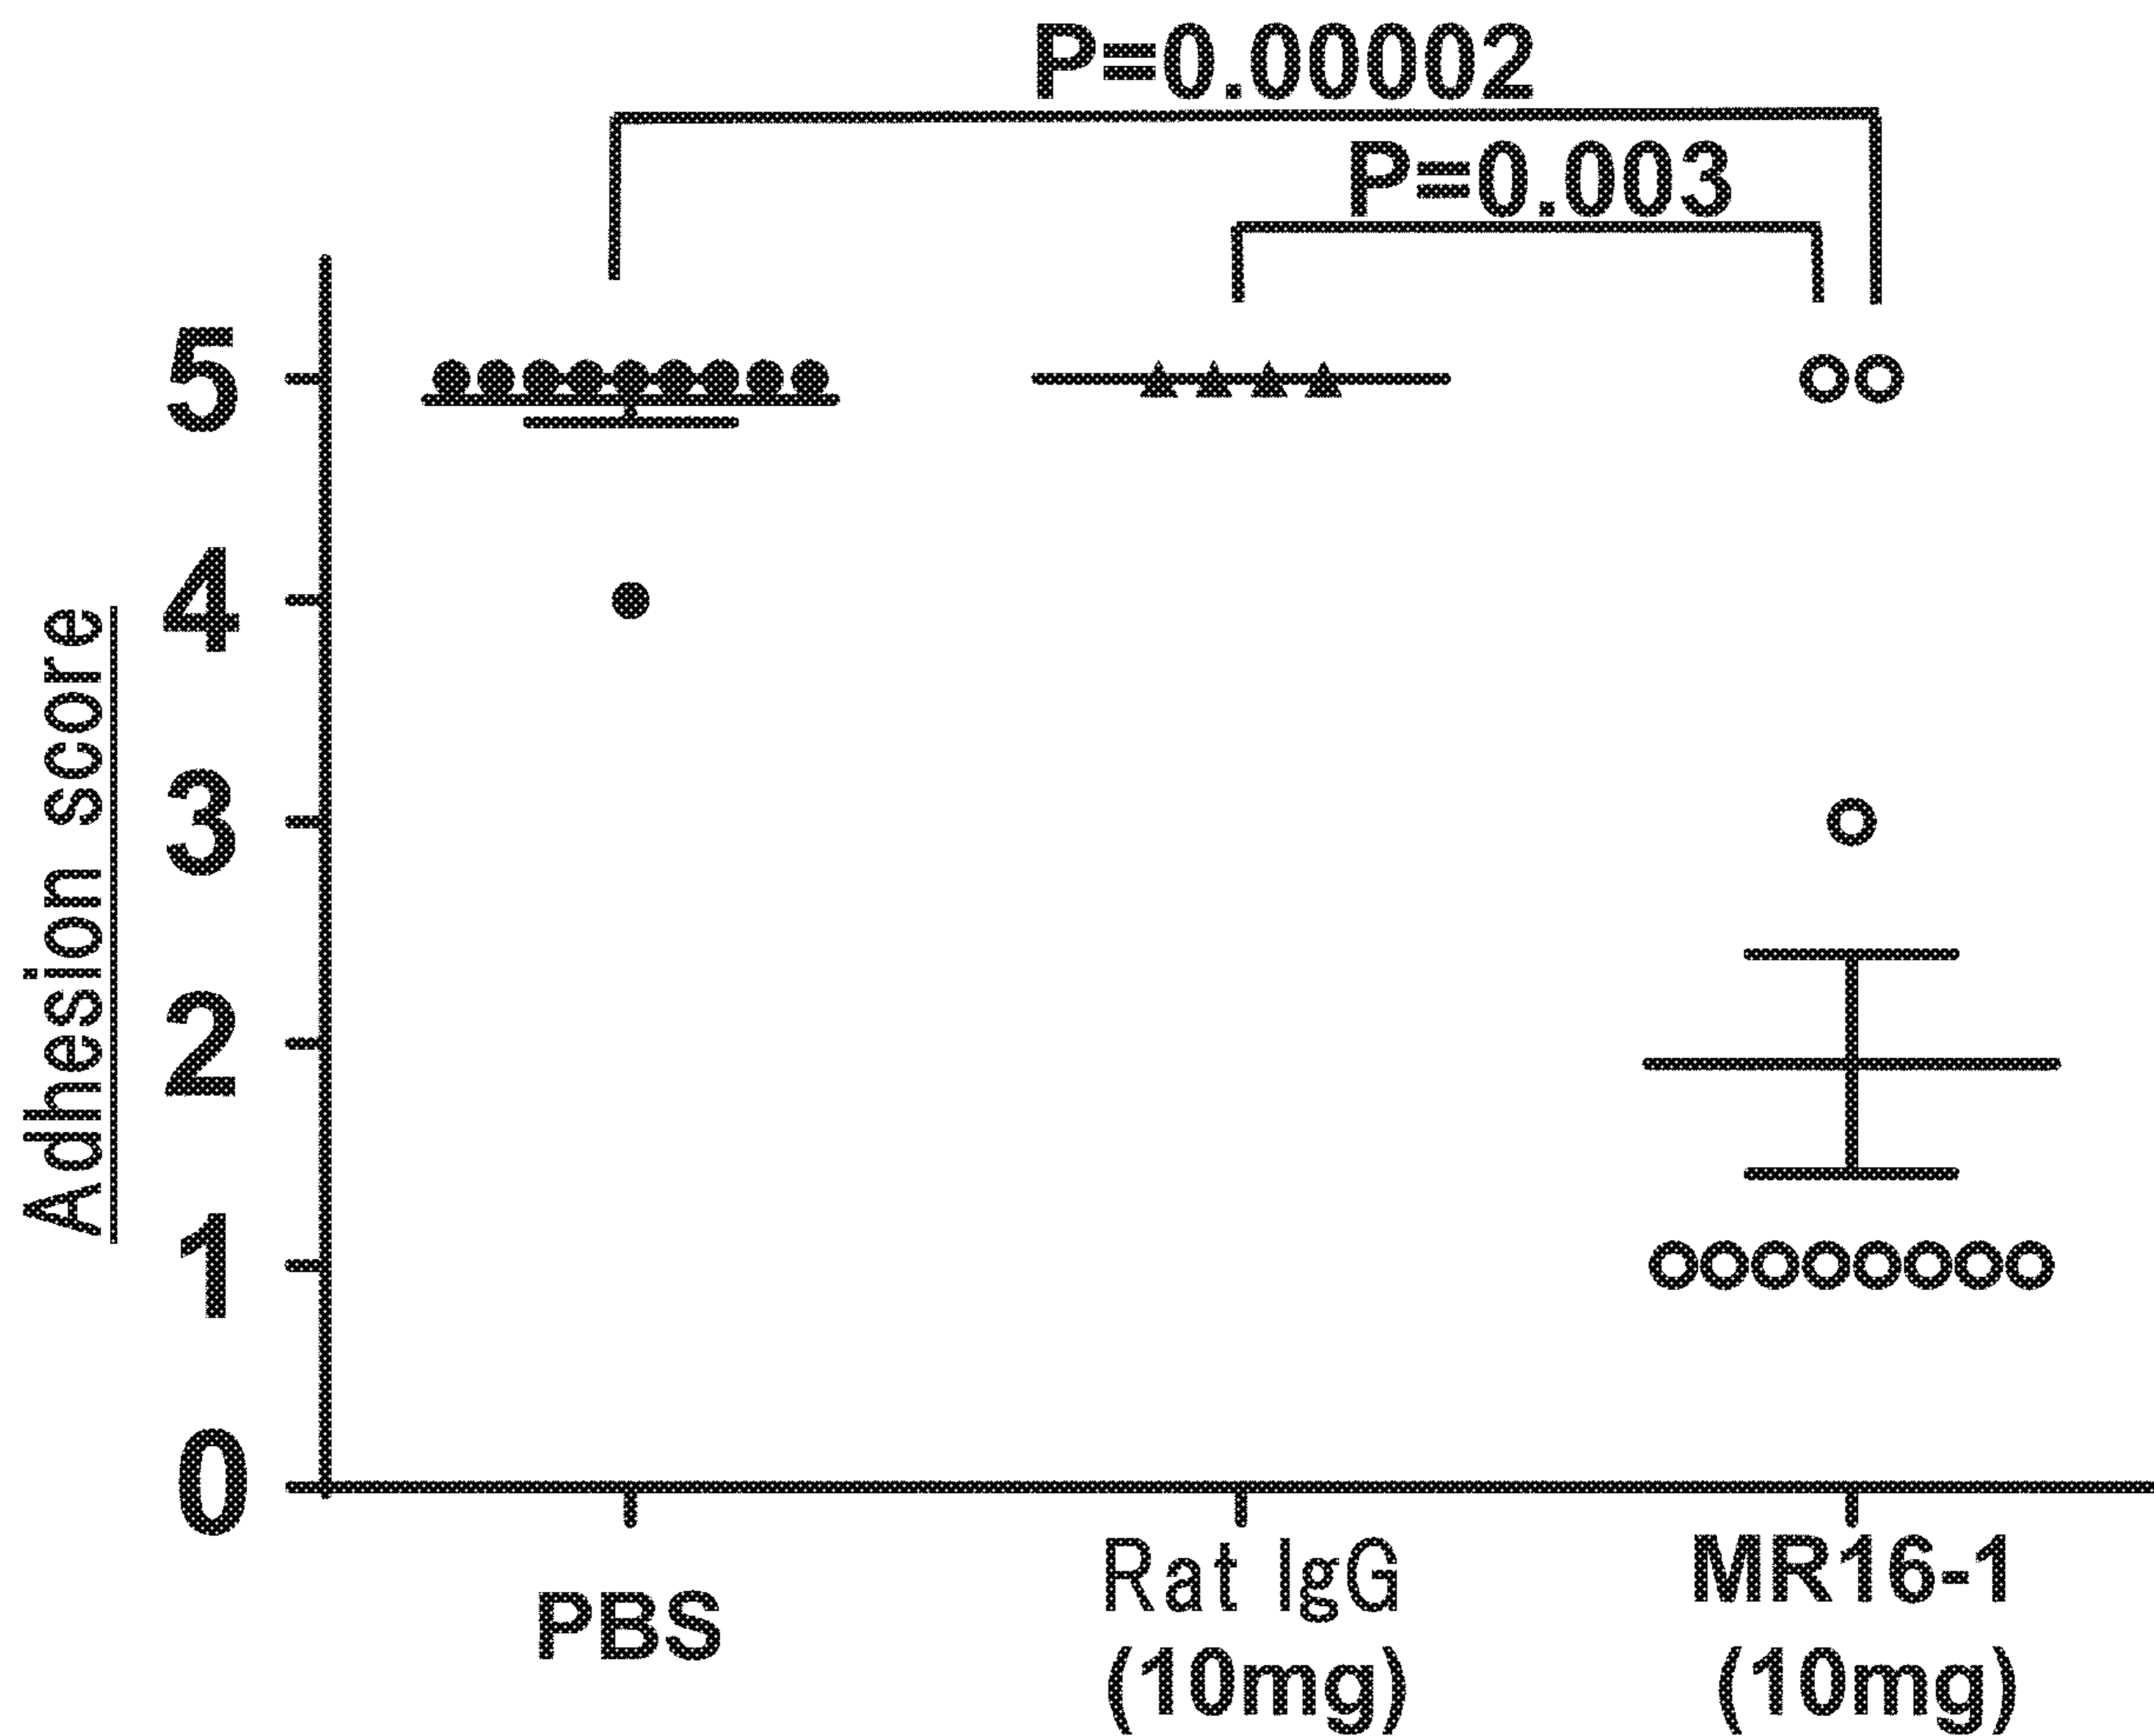 P=0.00002
P=0.003
5
4
3
2
1
0
Adhesion score
PBS
Rat IgG
(10mg)
MR16-1
(10mg)